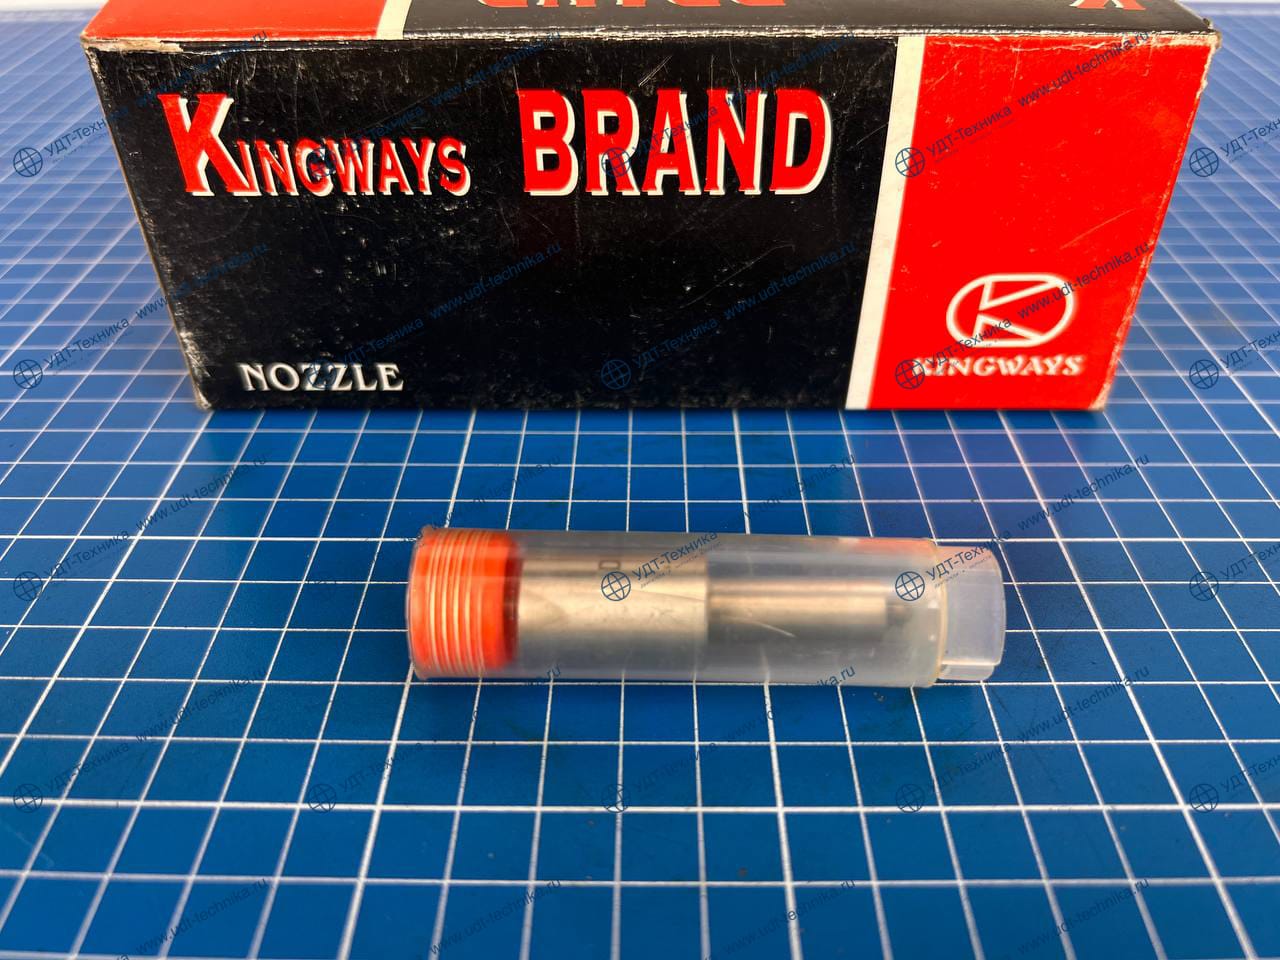 KINGWAYS BRAND
NOZZLE
K
KINGWAYS
УДТ-Техника
www.udt-technika.ru